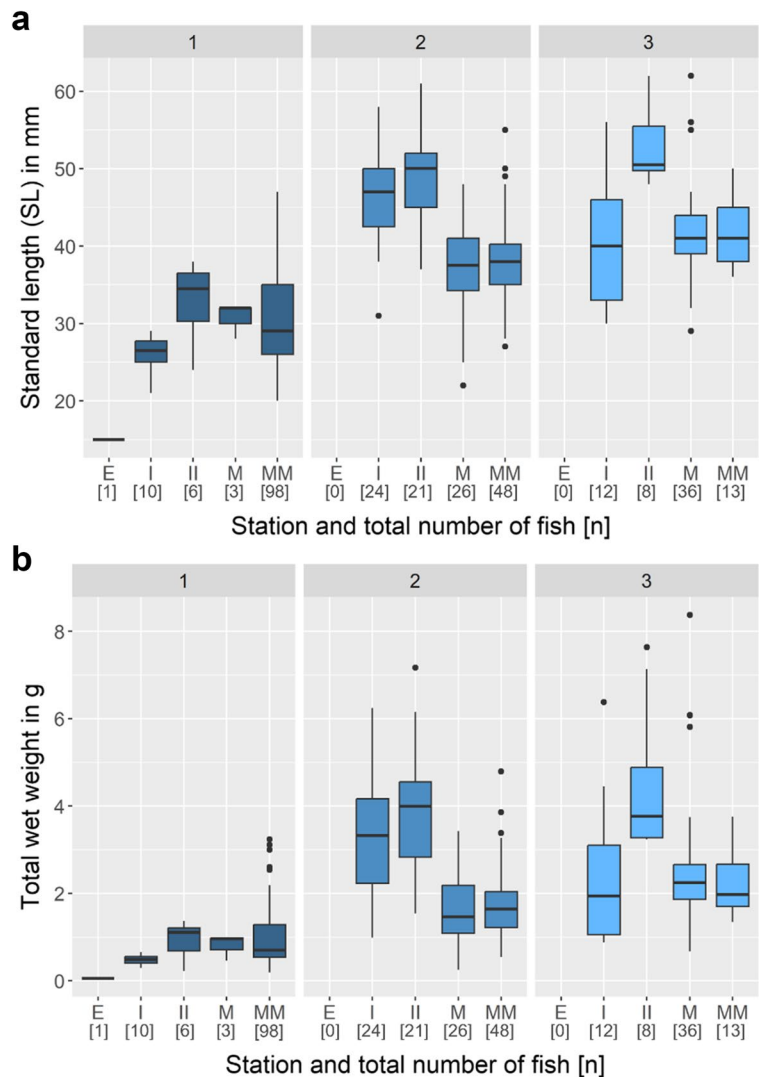 a
1 2 3
Standard length (SL) in mm
60
50
40
30
20
E I II M MM E I II M MM E I II M MM
[1] [10] [6] [3] [98] [0] [24] [21] [26] [48] [0] [12] [8] [36] [13]
Station and total number of fish [n]
b
1 2 3
Total wet weight in g
8
6
4
2
0
E I II M MM E I II M MM E I II M MM
[1] [10] [6] [3] [98] [0] [24] [21] [26] [48] [0] [12] [8] [36] [13]
Station and total number of fish [n]